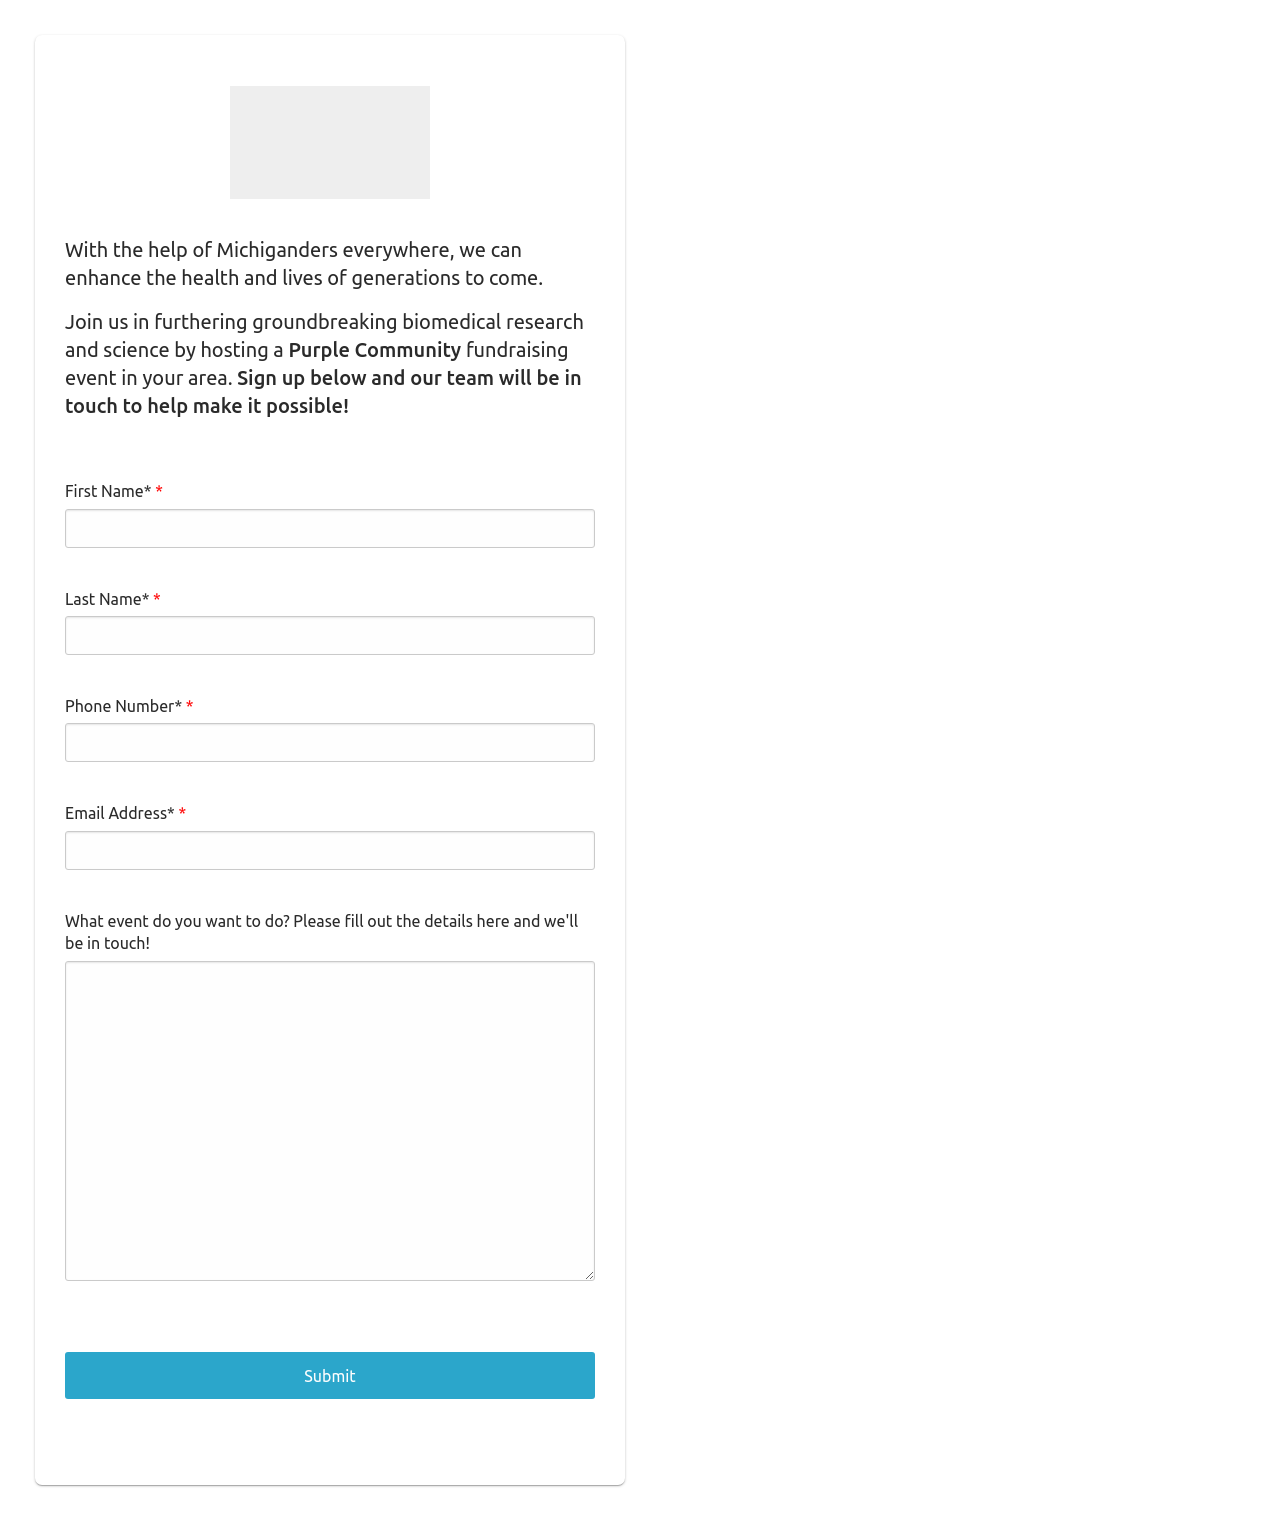 With the help of Michiganders everywhere, we can
enhance the health and lives of generations to come.
Join us in furthering groundbreaking biomedical research
and science by hosting a Purple Community fundraising
event in your area. Sign up below and our team will be in
touch to help make it possible!
First Name* *
Last Name* *
Phone Number* *
Email Address* *
What event do you want to do? Please fill out the details here and we'll
be in touch!
Submit